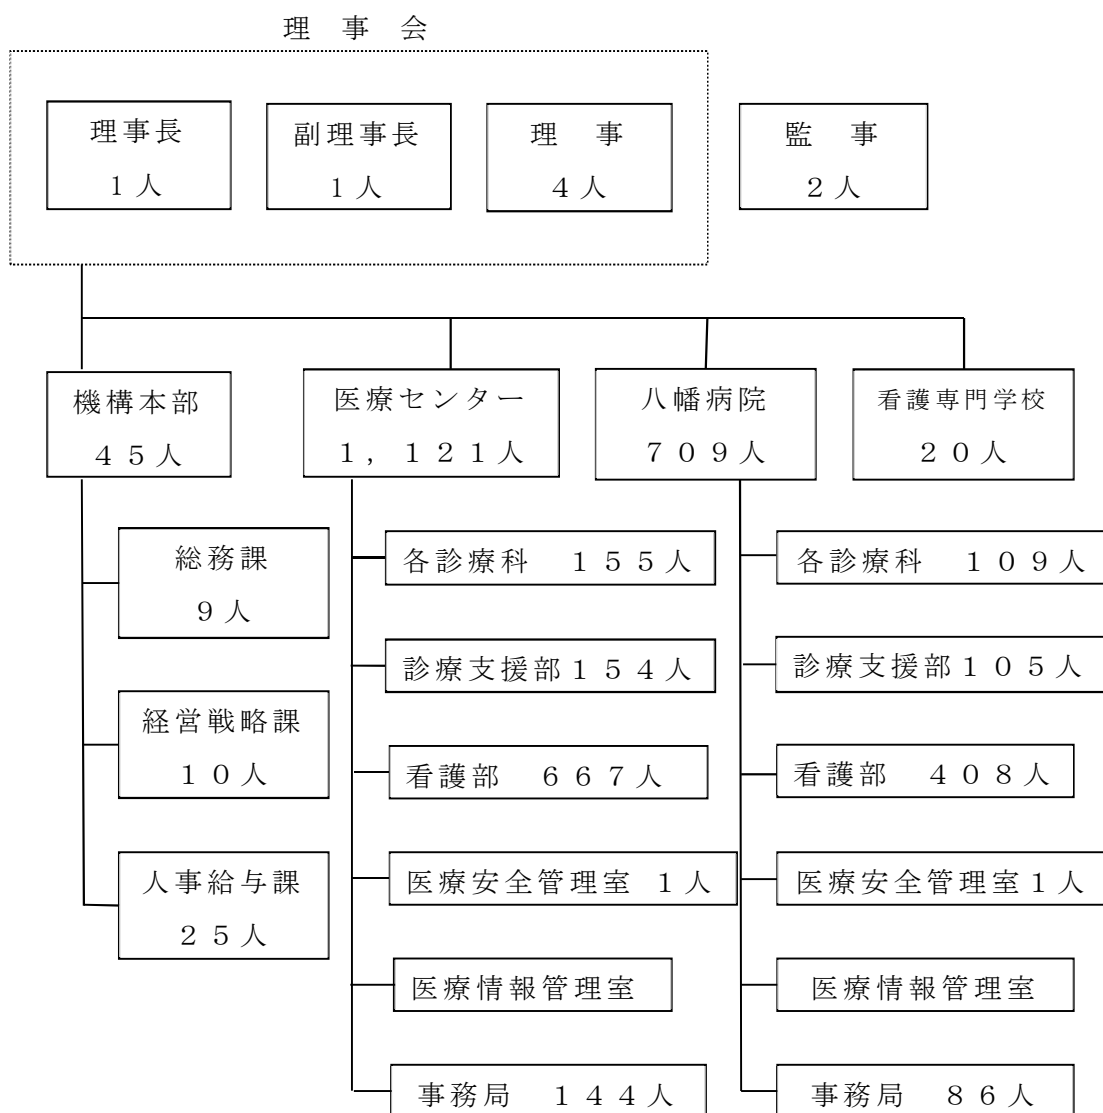 理　事　会
理事長
１人
副理事長
１人
理　事
４人
監　事
２人
機構本部
４５人
医療センター
１，１２１人
八幡病院
７０９人
看護専門学校
２０人
総務課
９人
経営戦略課
１０人
人事給与課
２５人
各診療科　１５５人
診療支援部１５４人
看護部　６６７人
医療安全管理室　１人
医療情報管理室
事務局　１４４人
各診療科　１０９人
診療支援部１０５人
看護部　４０８人
医療安全管理室１人
医療情報管理室
事務局　８６人